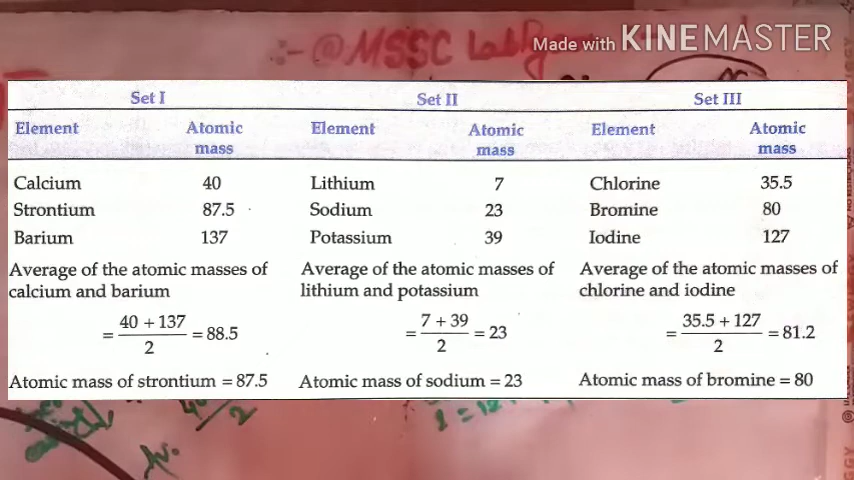 :- @MSSC
Made with KINEMASTER
Set I Set II Set III
Element Atomic mass Element Atomic mass Element Atomic mass
Calcium 40 Lithium 7 Chlorine 35.5
Strontium 87.5 Sodium 23 Bromine 80
Barium 137 Potassium 39 Iodine 127
Average of the atomic masses of Average of the atomic masses of Average of the atomic masses of
calcium and barium lithium and potassium chlorine and iodine
= 40 + 137 / 2 = 88.5 = 7 + 39 / 2 = 23 = 35.5 + 127 / 2 = 81.2
Atomic mass of strontium = 87.5 Atomic mass of sodium = 23 Atomic mass of bromine = 80